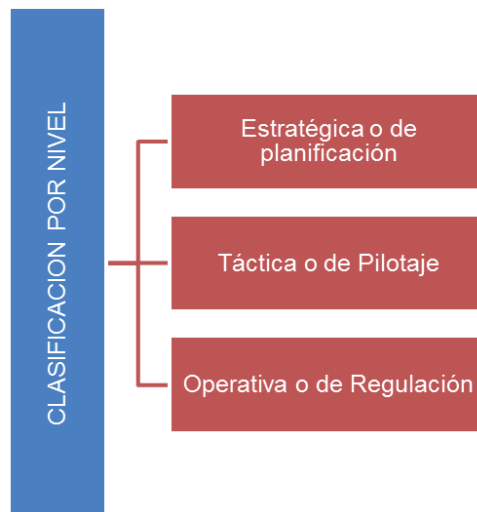 CLASIFICACION POR NIVEL
Estratégica o de
planificación
Táctica o de Pilotaje
Operativa o de Regulación